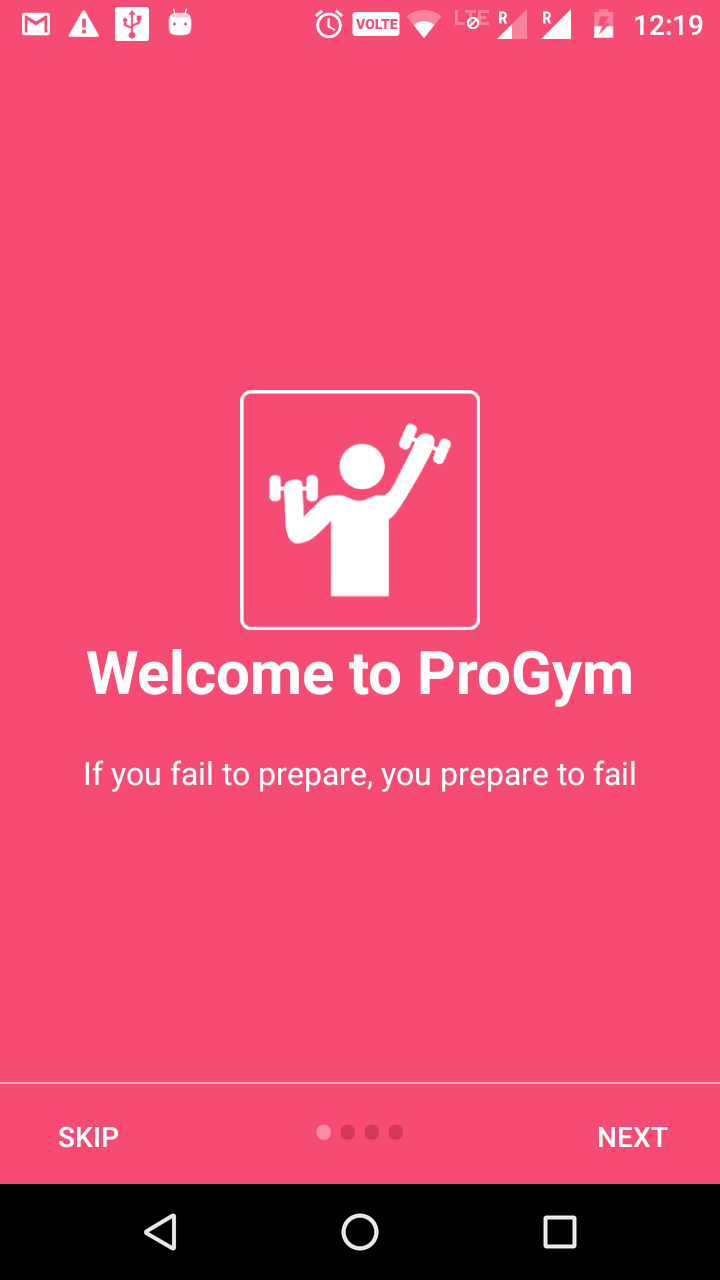 VOLTE LTE R R 12:19
Welcome to ProGym
If you fail to prepare, you prepare to fail
SKIP NEXT